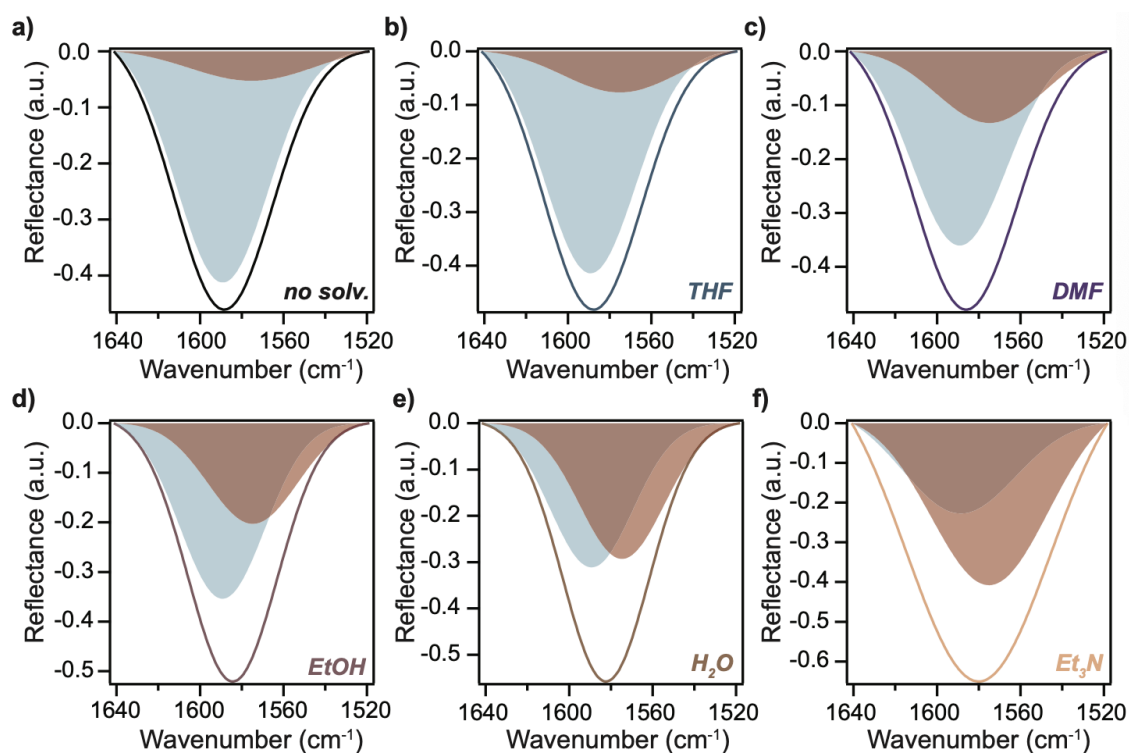 a)
0.0
-0.1
-0.2
-0.3
-0.4
Reflectance (a.u.)
no solv.
1640 1600 1560 1520
Wavenumber (cm⁻¹)
b)
0.0
-0.1
-0.2
-0.3
-0.4
Reflectance (a.u.)
THF
1640 1600 1560 1520
Wavenumber (cm⁻¹)
c)
0.0
-0.1
-0.2
-0.3
-0.4
Reflectance (a.u.)
DMF
1640 1600 1560 1520
Wavenumber (cm⁻¹)
d)
0.0
-0.1
-0.2
-0.3
-0.4
-0.5
Reflectance (a.u.)
EtOH
1640 1600 1560 1520
Wavenumber (cm⁻¹)
e)
0.0
-0.1
-0.2
-0.3
-0.4
-0.5
Reflectance (a.u.)
H₂O
1640 1600 1560 1520
Wavenumber (cm⁻¹)
f)
0.0
-0.1
-0.2
-0.3
-0.4
-0.5
-0.6
Reflectance (a.u.)
Et₃N
1640 1600 1560 1520
Wavenumber (cm⁻¹)